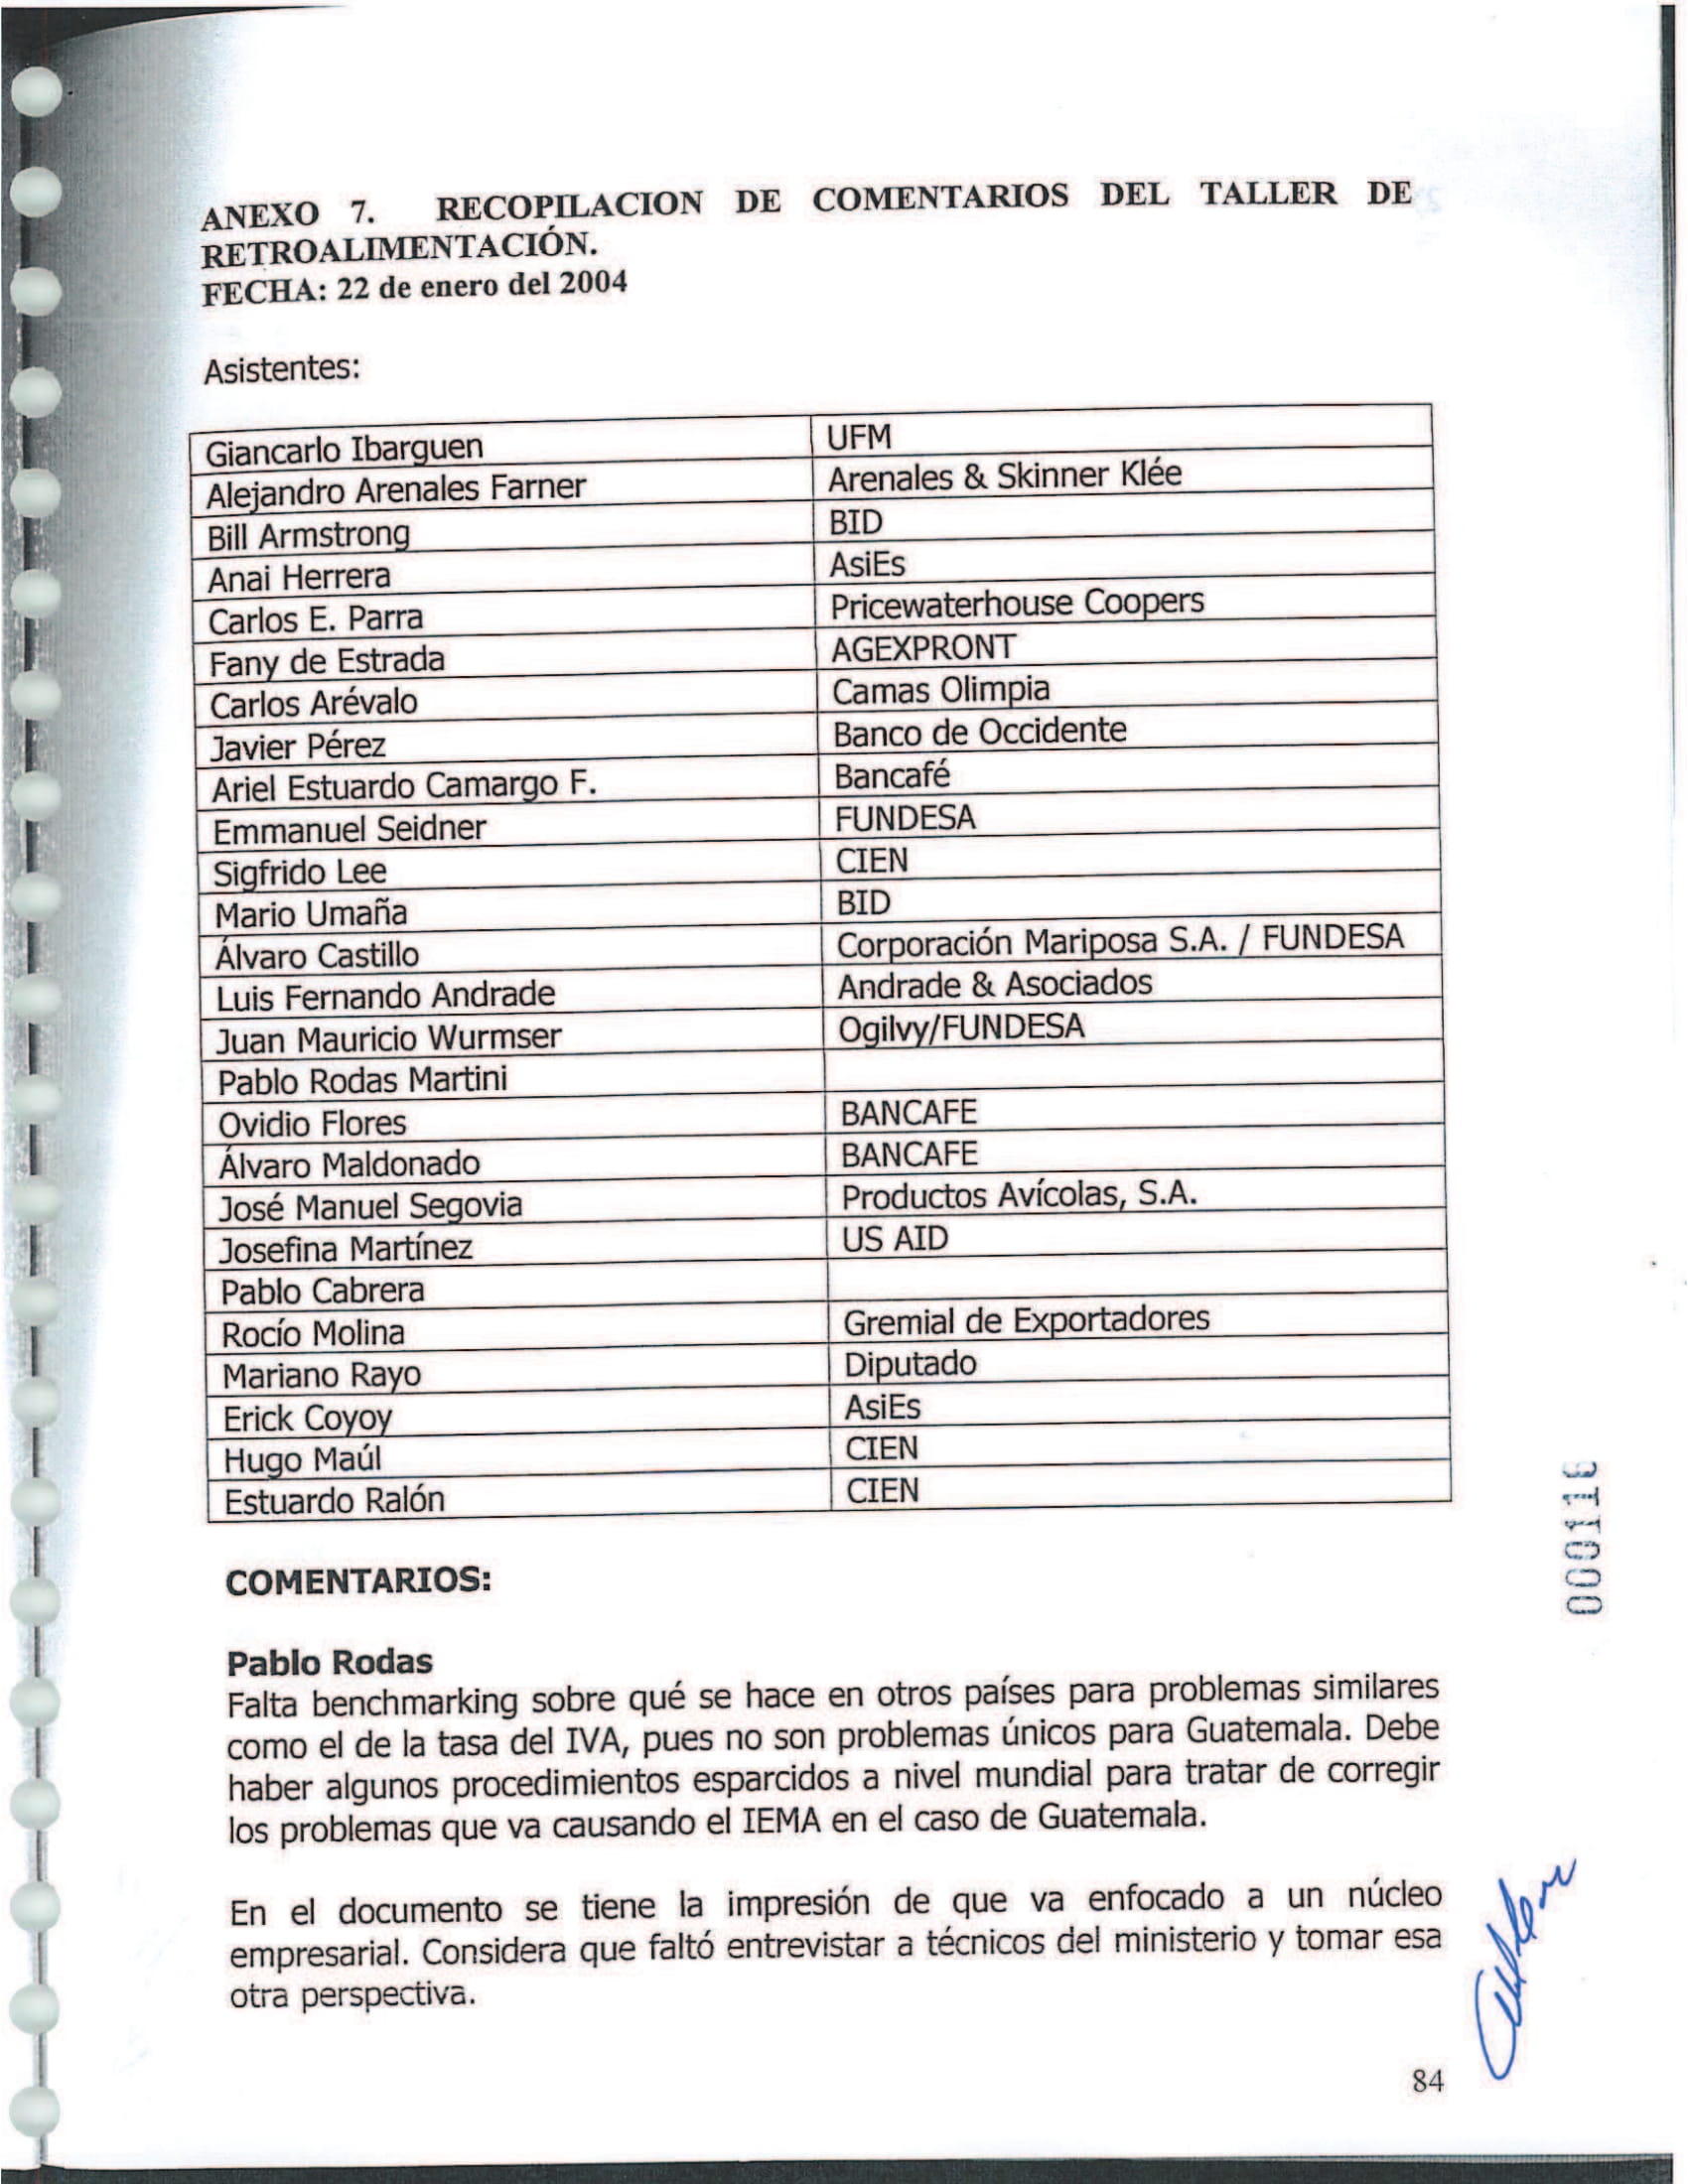 ANEXO 7. RECOPILACION DE COMENTARIOS DEL TALLER DE
RETROALIMENTACIÓN.
FECHA: 22 de enero del 2004
Asistentes:
Giancarlo Ibarguen UFM
Alejandro Arenales Farner Arenales & Skinner Klée
Bill Armstrong BID
Anai Herrera AsiEs
Carlos E. Parra Pricewaterhouse Coopers
Fany de Estrada AGEXPRONT
Carlos Arévalo Camas Olimpia
Javier Pérez Banco de Occidente
Ariel Estuardo Camargo F. Bancafé
Emmanuel Seidner FUNDESA
Sigfrido Lee CIEN
Mario Umaña BID
Álvaro Castillo Corporación Mariposa S.A. / FUNDESA
Luis Fernando Andrade Andrade & Asociados
Juan Mauricio Wurmser Ogilvy/FUNDESA
Pablo Rodas Martini
Ovidio Flores BANCAFE
Álvaro Maldonado BANCAFE
José Manuel Segovia Productos Avícolas, S.A.
Josefina Martínez US AID
Pablo Cabrera
Rocío Molina Gremial de Exportadores
Mariano Rayo Diputado
Erick Coyoy AsiEs
Hugo Maúl CIEN
Estuardo Ralón CIEN
COMENTARIOS:
Pablo Rodas
Falta benchmarking sobre qué se hace en otros países para problemas similares
como el de la tasa del IVA, pues no son problemas únicos para Guatemala. Debe
haber algunos procedimientos esparcidos a nivel mundial para tratar de corregir
los problemas que va causando el IEMA en el caso de Guatemala.
En el documento se tiene la impresión de que va enfocado a un núcleo
empresarial. Considera que faltó entrevistar a técnicos del ministerio y tomar esa
otra perspectiva.
84